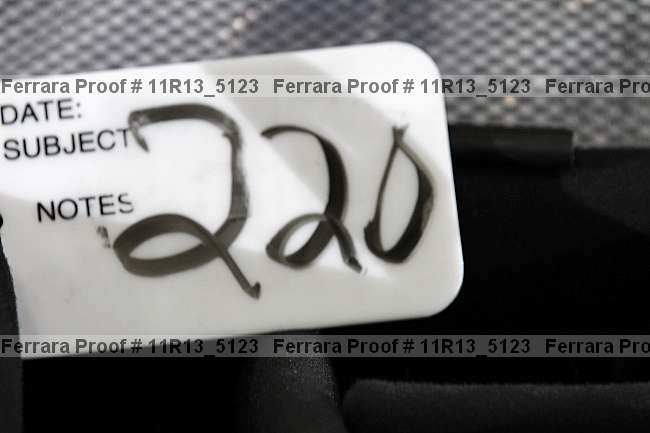 Ferrara Proof # 11R13_5123 Ferrara Proof # 11R13_5123 Ferrara Pro
DATE:
SUBJECT
220
NOTES
Ferrara Proof # 11R13_5123 Ferrara Proof # 11R13_5123 Ferrara Pro